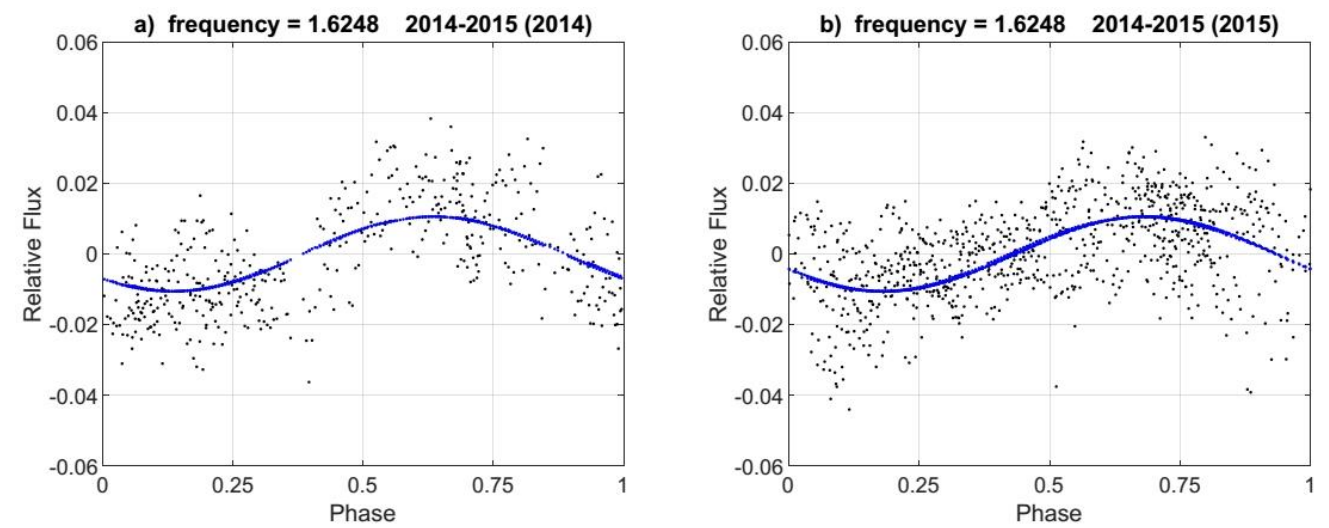 a) frequency = 1.6248 2014-2015 (2014)
0.06
0.04
0.02
0
-0.02
-0.04
-0.06
Relative Flux
0 0.25 0.5 0.75 1
Phase
b) frequency = 1.6248 2014-2015 (2015)
0.06
0.04
0.02
0
-0.02
-0.04
-0.06
Relative Flux
0 0.25 0.5 0.75 1
Phase